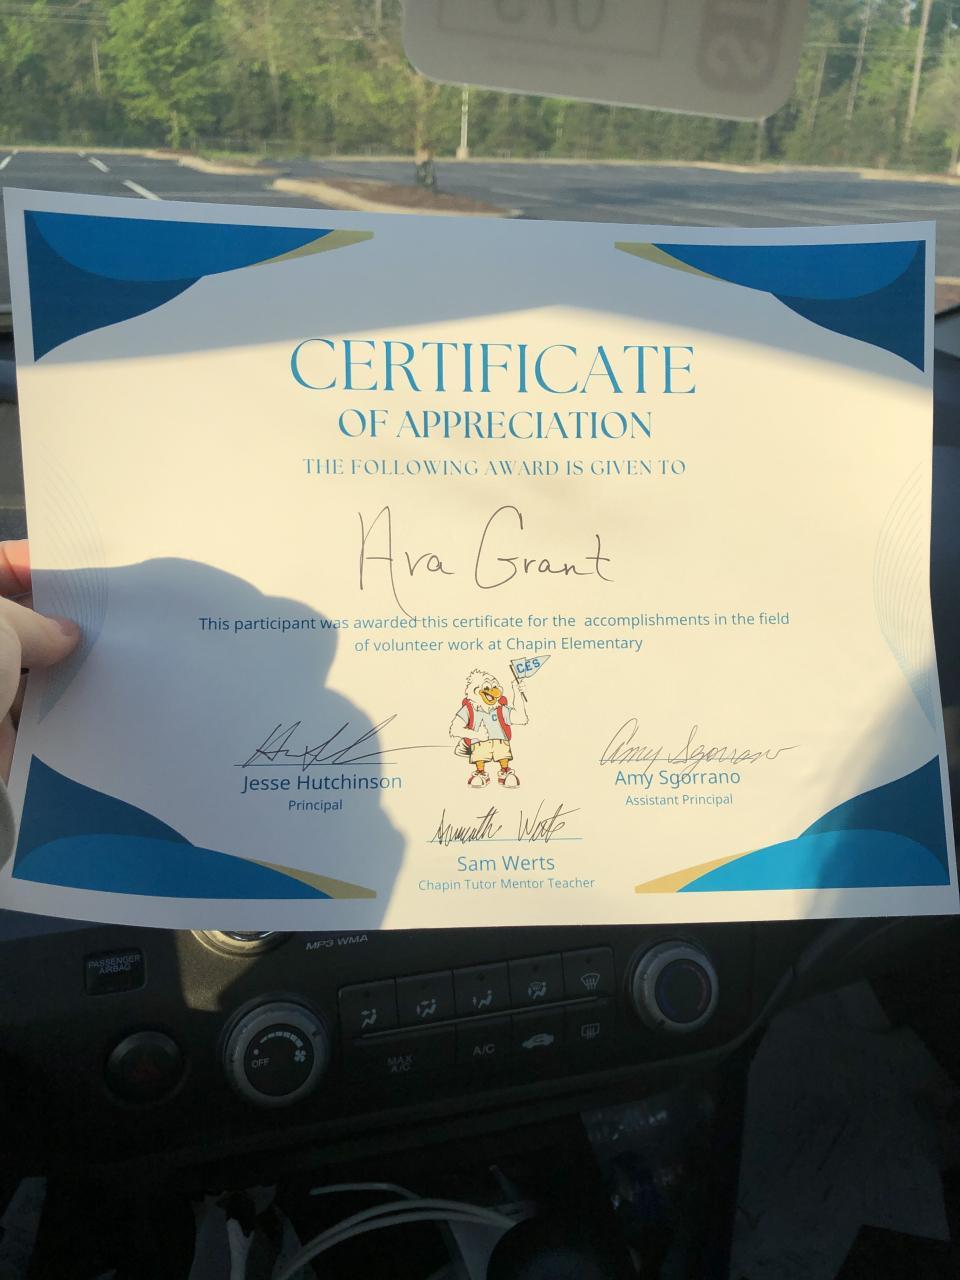 CERTIFICATE
OF APPRECIATION
THE FOLLOWING AWARD IS GIVEN TO
Ava Grant
This participant was awarded this certificate for the accomplishments in the field
of volunteer work at Chapin Elementary
CES
C
Jesse Hutchinson
Principal
Amy Sgorrano
Amy Sgorrano
Assistant Principal
Samantha Werts
Sam Werts
Chapin Tutor Mentor Teacher
MP3 WMA
PASSENGER
AIRBAG
OFF
MAX
A/C
A/C